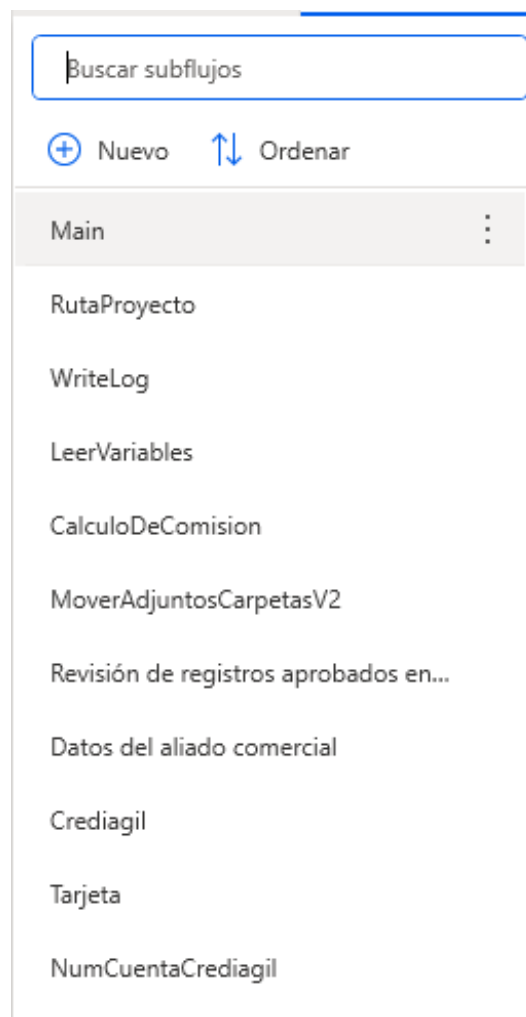 Buscar subflujos
Nuevo Ordenar
Main
RutaProyecto
WriteLog
LeerVariables
CalculoDeComision
MoverAdjuntosCarpetasV2
Revisión de registros aprobados en...
Datos del aliado comercial
Crediagil
Tarjeta
NumCuentaCrediagil